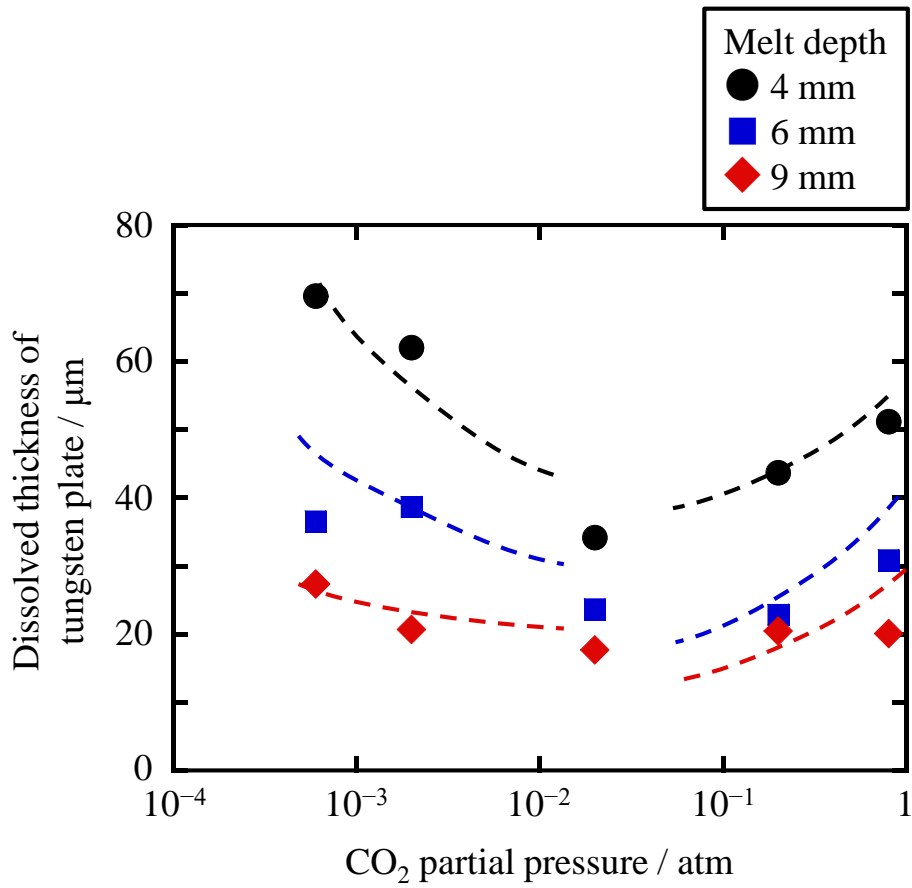 Melt depth
4 mm
6 mm
9 mm
80
60
40
20
0
10⁻⁴
10⁻³
10⁻²
10⁻¹
1
Dissolved thickness of
tungsten plate / μm
CO₂ partial pressure / atm